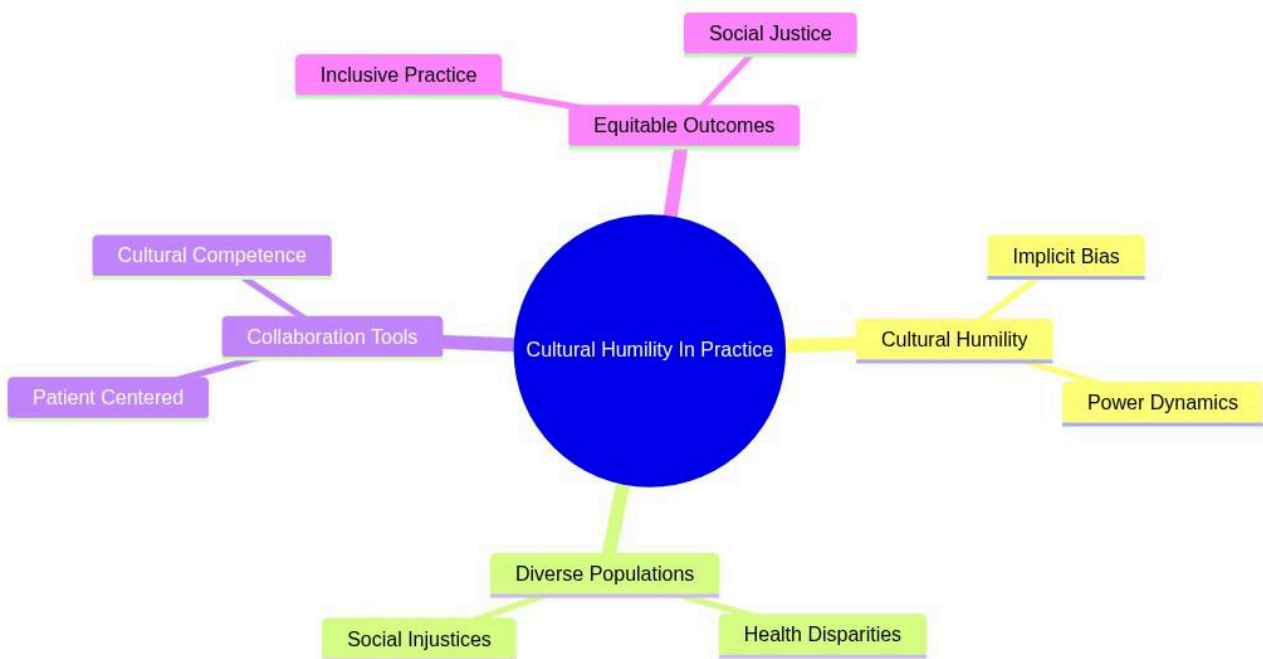 Social Justice
Inclusive Practice
Equitable Outcomes
Cultural Competence
Implicit Bias
Collaboration Tools
Cultural Humility In Practice
Cultural Humility
Patient Centered
Power Dynamics
Diverse Populations
Social Injustices
Health Disparities